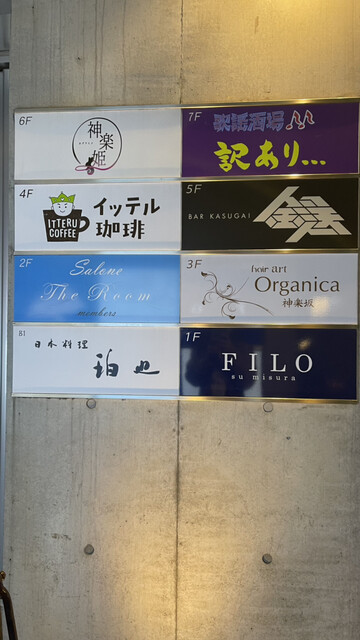 6F
神楽姫
7F
歌謡酒場
訳あり...
4F
ITTERU
COFFEE
イッテル
珈琲
5F
BAR KASUGAI
2F
Salone
The Room
members
3F
hair art
Organica
神楽坂
B1
日本料理
1F
FILO
su misura